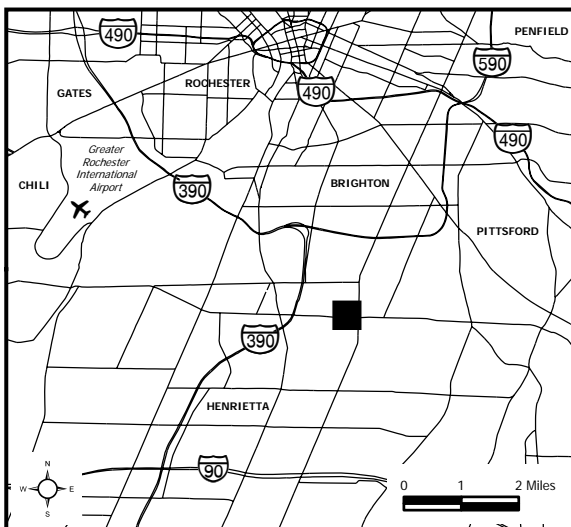 490
PENFIELD
590
GATES
ROCHESTER
490
490
Greater
Rochester
International
Airport
CHILI
390
BRIGHTON
PITTSFORD
390
HENRIETTA
90
N
W E
S
0 1 2 Miles